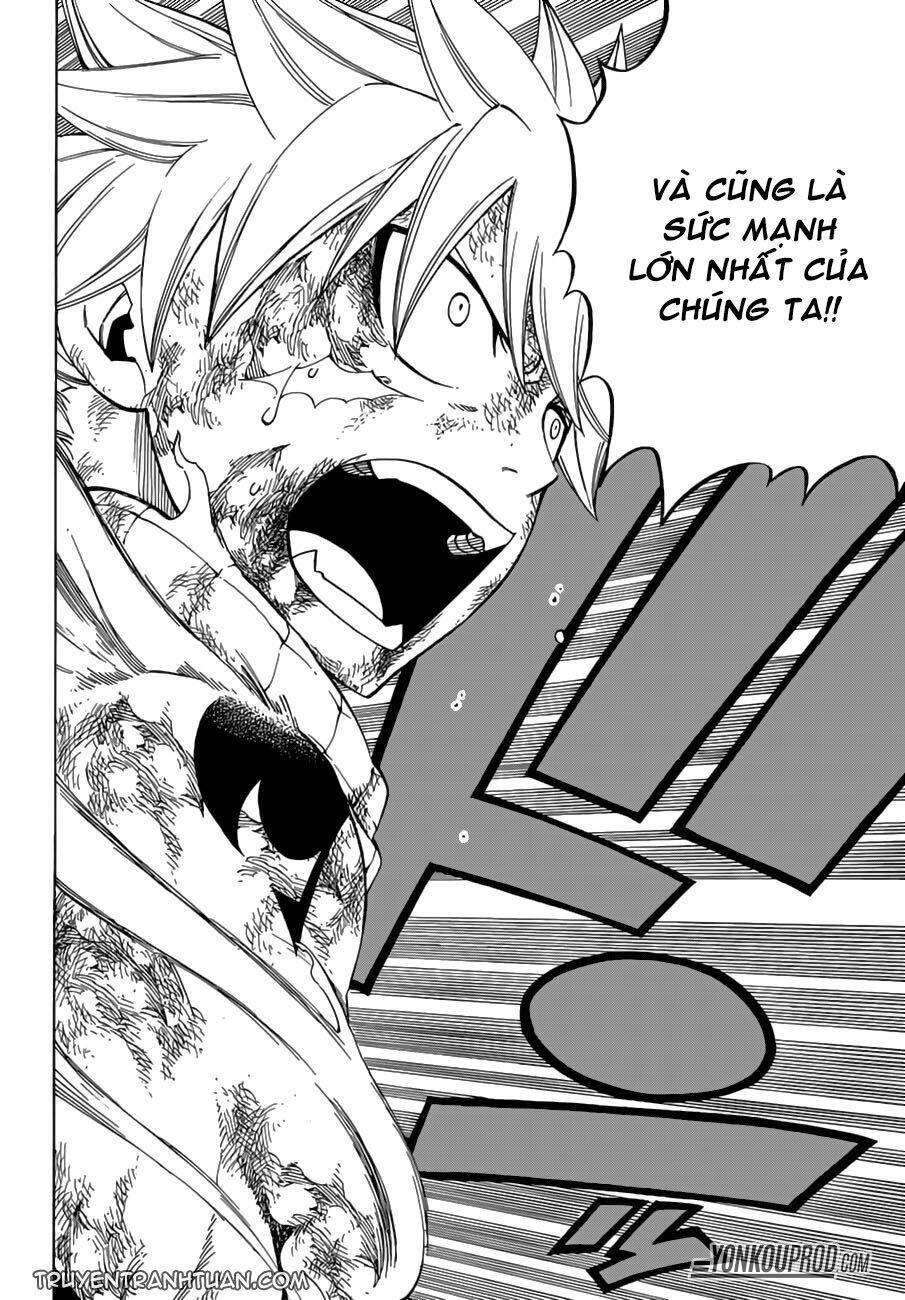 VÀ CŨNG LÀ
SỨC MẠNH
LỚN NHẤT CỦA
CHÚNG TA!!
YONKOUPROD.COM
TRUYENTRANHTUAN.COM